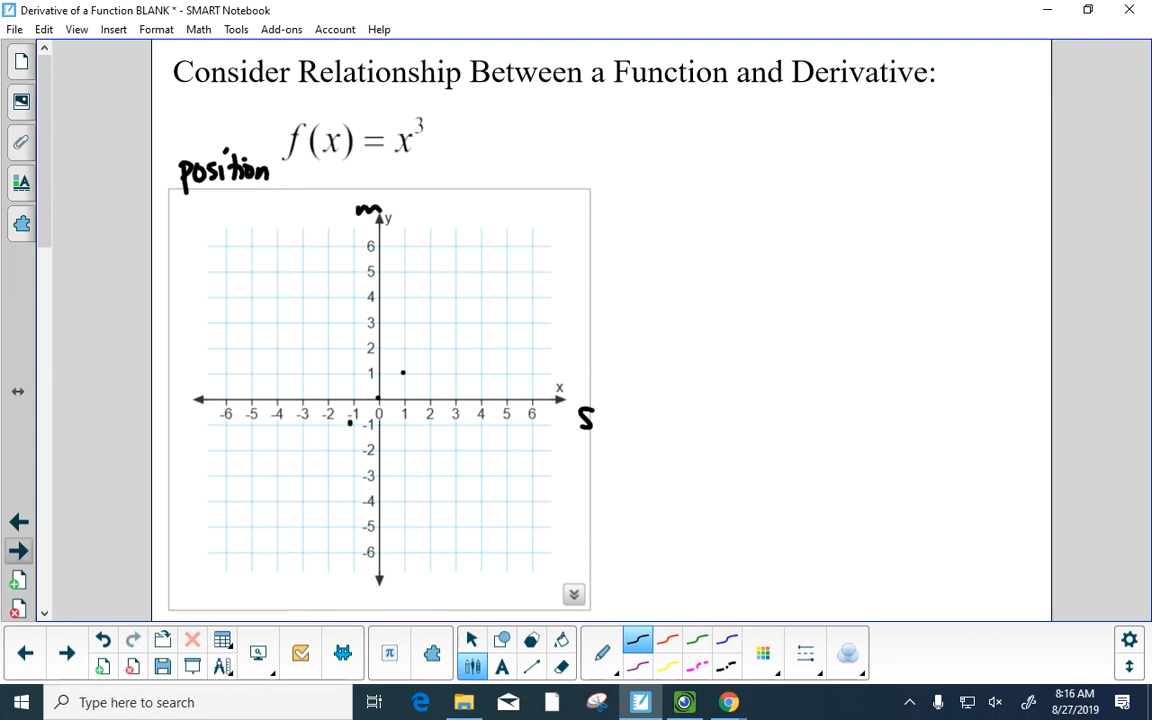 Derivative of a Function BLANK * - SMART Notebook
File Edit View Insert Format Math Tools Add-ons Account Help
Consider Relationship Between a Function and Derivative:
f(x) = x³
position
m
y
6
5
4
3
2
1
x
-6 -5 -4 -3 -2 -1 0 1 2 3 4 5 6
s
-1
-2
-3
-4
-5
-6
π A
Type here to search
8:16 AM
8/27/2019